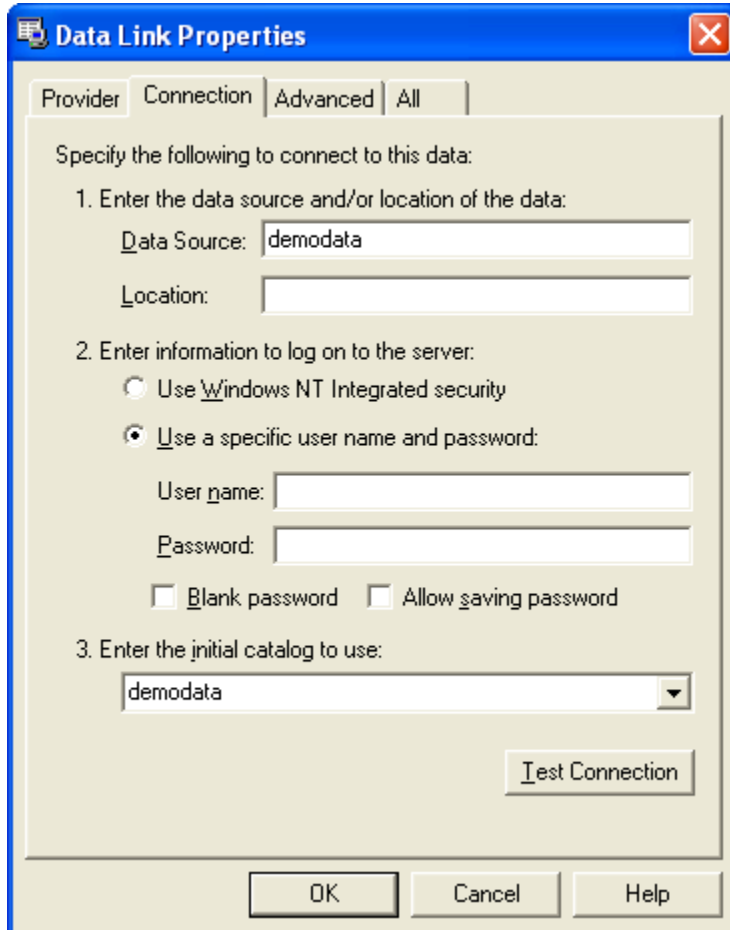 Data Link Properties
Provider Connection Advanced All
Specify the following to connect to this data:
1. Enter the data source and/or location of the data:
Data Source: demodata
Location:
2. Enter information to log on to the server:
Use Windows NT Integrated security
Use a specific user name and password:
User name:
Password:
Blank password Allow saving password
3. Enter the initial catalog to use:
demodata
Test Connection
OK Cancel Help